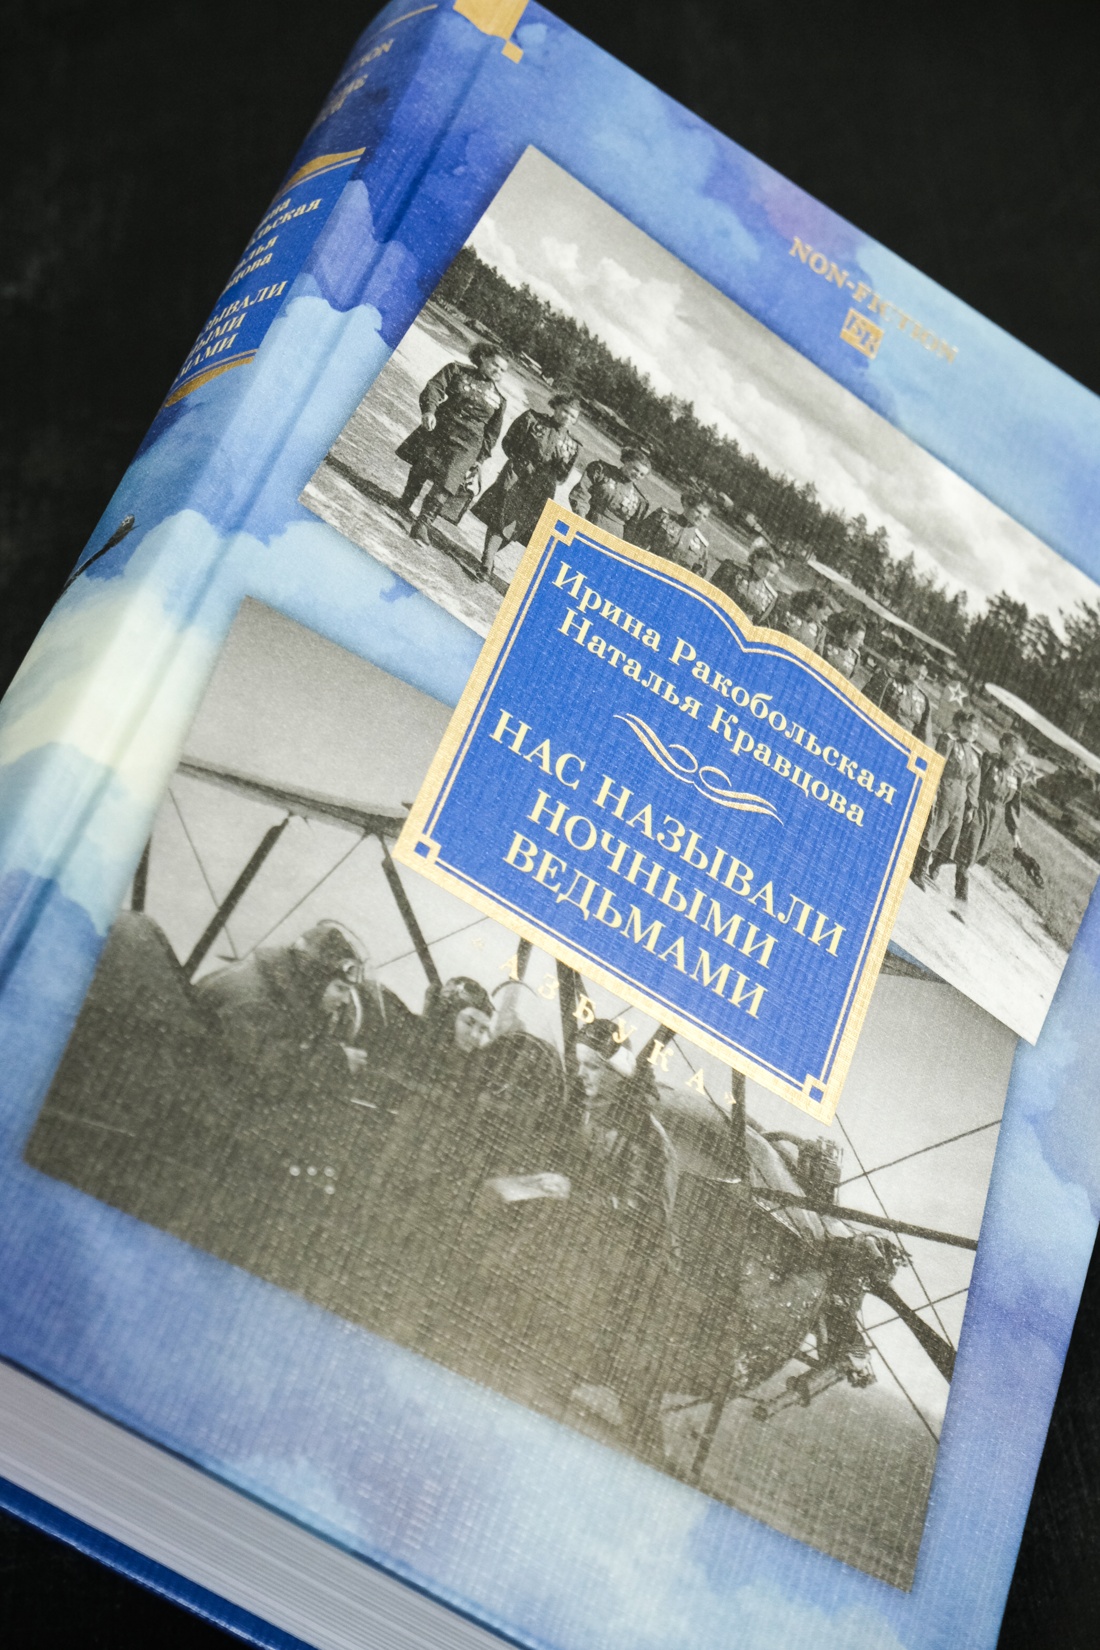 NON-FICTION
Ирина Ракобольская
Наталья Кравцова
НАС НАЗЫВАЛИ
НОЧНЫМИ
ВЕДЬМАМИ
«АЗБУКА»